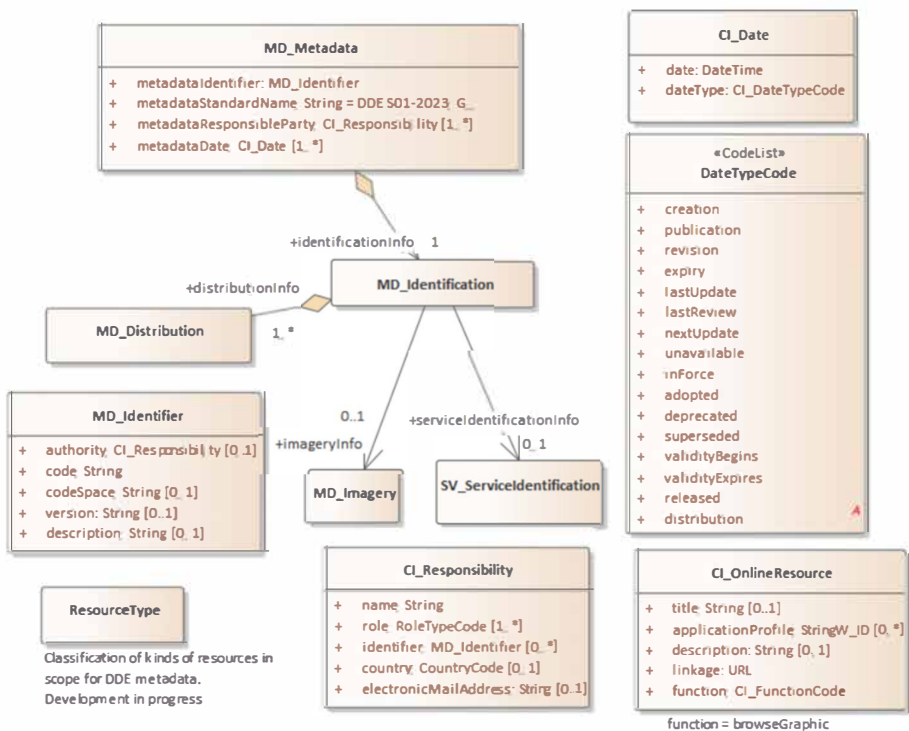 MD_Metadata
+ metadataIdentifier: MD_Identifier
+ metadataStandardName: String = DDE S01-2023, G_
+ metadataResponsibleParty: CI_Responsibility [1..*]
+ metadataDate: CI_Date [1..*]
CI_Date
+ date: DateTime
+ dateType: CI_DateTypeCode
«CodeList»
DateTypeCode
+ creation
+ publication
+ revision
+ expiry
+ lastUpdate
+ lastReview
+ nextUpdate
+ unavailable
+ inForce
+ adopted
+ deprecated
+ superseded
+ validityBegins
+ validityExpires
+ released
+ distribution
A
+identificationInfo 1
MD_Identification
+distributionInfo
1..*
MD_Distribution
0..1
+imageryInfo
+serviceIdentificationInfo
0..1
MD_Imagery
SV_ServiceIdentification
MD_Identifier
+ authority: CI_Responsibility [0..1]
+ code: String
+ codeSpace: String [0..1]
+ version: String [0..1]
+ description: String [0..1]
ResourceType
Classification of kinds of resources in
scope for DDE metadata.
Development in progress
CI_Responsibility
+ name: String
+ role: RoleTypeCode [1..*]
+ identifier: MD_Identifier [0..*]
+ country: CountryCode [0..1]
+ electronicMailAddress: String [0..1]
CI_OnlineResource
+ title: String [0..1]
+ applicationProfile: StringW_ID [0..*]
+ description: String [0..1]
+ linkage: URL
+ function: CI_FunctionCode
function = browseGraphic